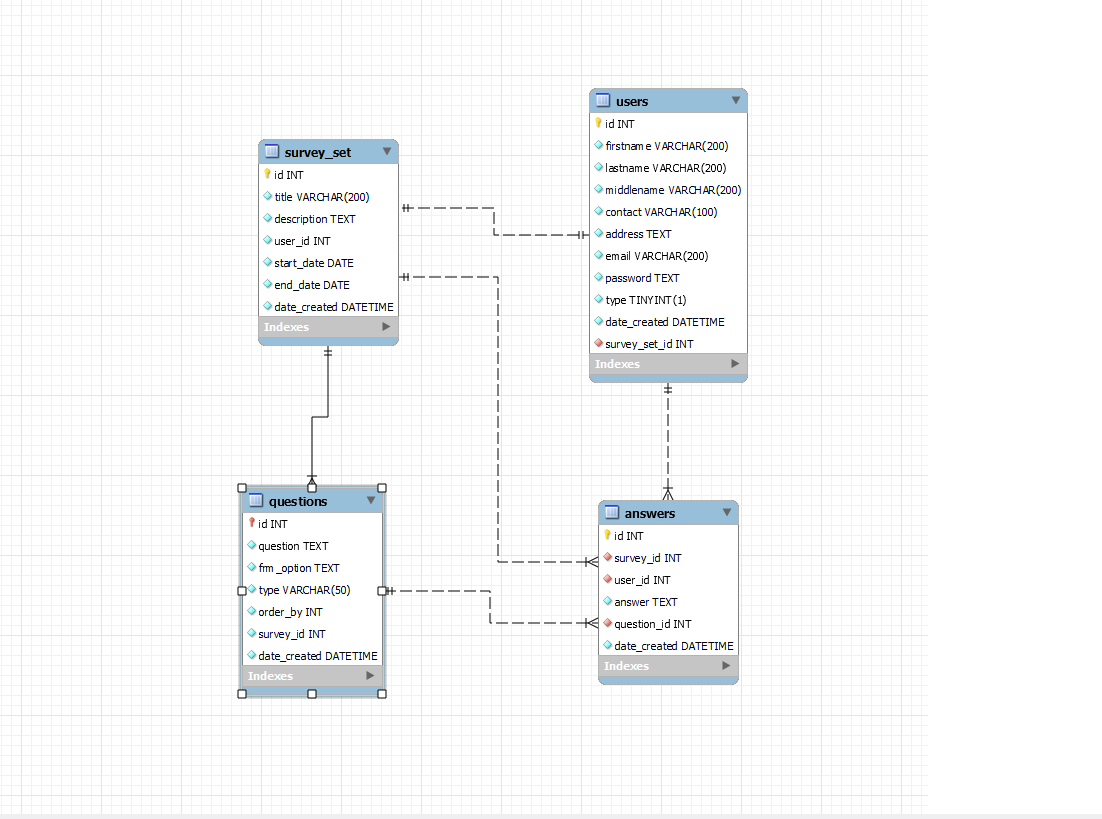 survey_set
id INT
title VARCHAR(200)
description TEXT
user_id INT
start_date DATE
end_date DATE
date_created DATETIME
Indexes
users
id INT
firstname VARCHAR(200)
lastname VARCHAR(200)
middlename VARCHAR(200)
contact VARCHAR(100)
address TEXT
email VARCHAR(200)
password TEXT
type TINYINT(1)
date_created DATETIME
survey_set_id INT
Indexes
questions
id INT
question TEXT
frm_option TEXT
type VARCHAR(50)
order_by INT
survey_id INT
date_created DATETIME
Indexes
answers
id INT
survey_id INT
user_id INT
answer TEXT
question_id INT
date_created DATETIME
Indexes